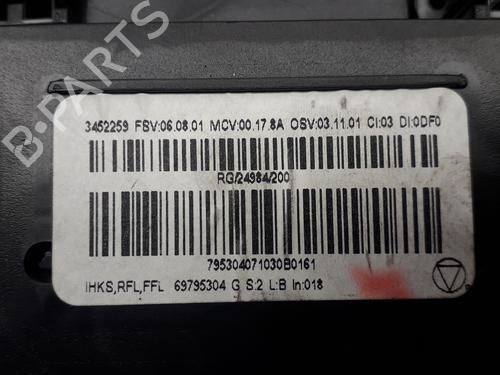 3452259 FSV:06.08.01 MCV:00.17.8A OSV:03.11.01 CI:03 DI:0DF0
RG/24984/200
795304071030B0161
IHKS,RFL,FFL 69795304 G S:2 L:B In:018
B-PARTS